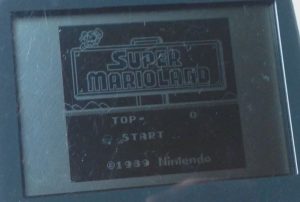 SUPER
MARIOLAND
TOP- 0
START
©1989 Nintendo